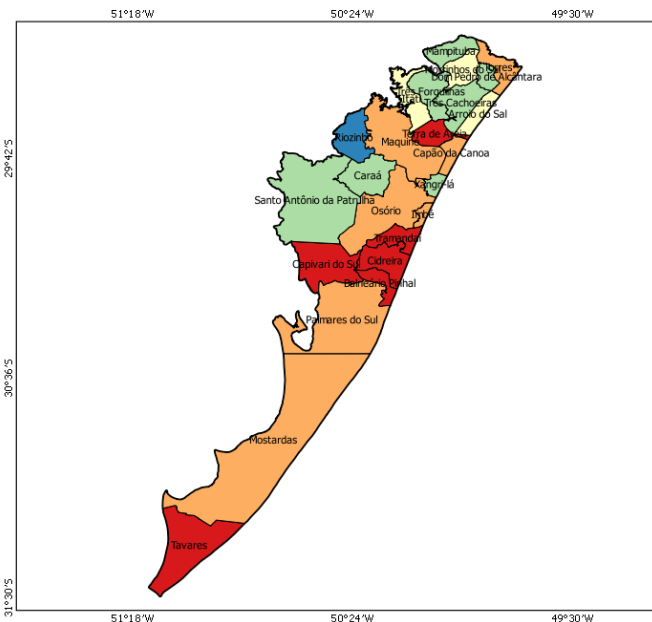 51°18'W 50°24'W 49°30'W
29°42'S
30°36'S
31°30'S
Mampituba
Torres
Dom Pedro de Alcântara
Três Forquilhas
Itati
Três Cachoeiras
Arroio do Sal
Terra de Areia
Riozinho
Maquiné
Capão da Canoa
Caraá
Xangri-lá
Santo Antônio da Patrulha
Osório
Imbé
Tramandaí
Capivari do Sul
Cidreira
Balneário Pinhal
Palmares do Sul
Mostardas
Tavares
51°18'W 50°24'W 49°30'W